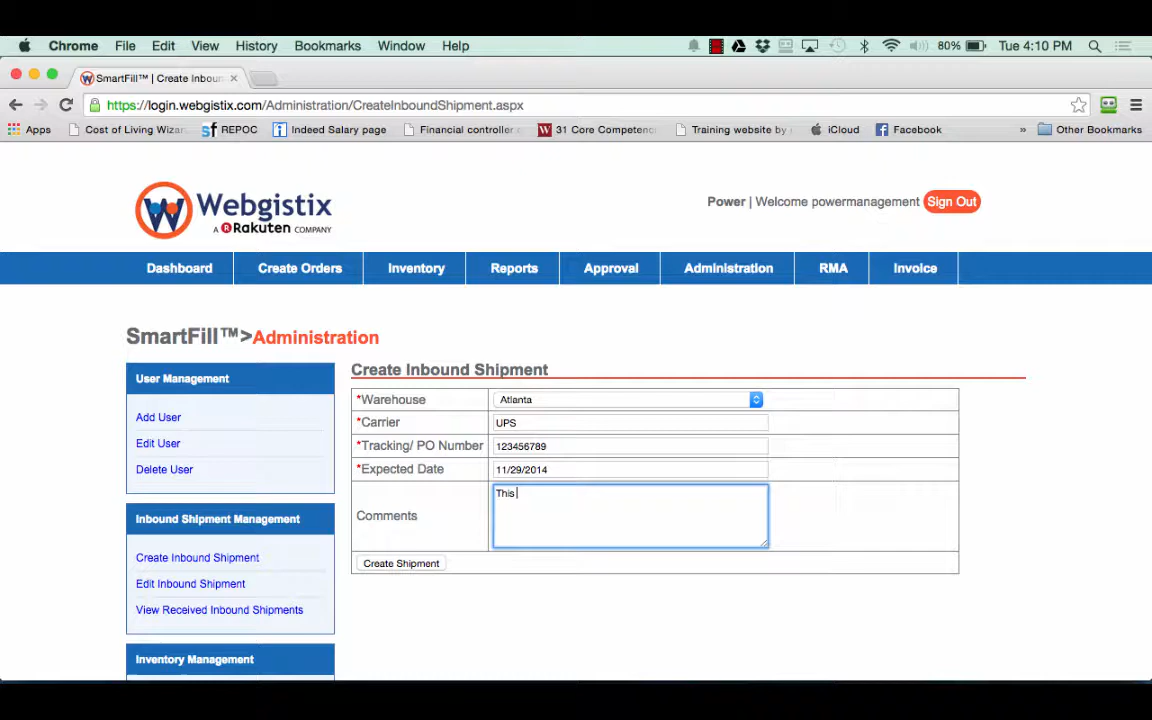 Chrome File Edit View History Bookmarks Window Help 80% Tue 4:10 PM
SmartFill™ | Create Inboun
https://login.webgistix.com/Administration/CreateInboundShipment.aspx
Apps Cost of Living Wizar REPOC Indeed Salary page Financial controller 31 Core Competenc Training website by iCloud Facebook » Other Bookmarks
Webgistix
A Rakuten COMPANY
Power | Welcome powermanagement Sign Out
Dashboard Create Orders Inventory Reports Approval Administration RMA Invoice
SmartFill™>Administration
User Management
Add User
Edit User
Delete User
Inbound Shipment Management
Create Inbound Shipment
Edit Inbound Shipment
View Received Inbound Shipments
Inventory Management
Create Inbound Shipment
*Warehouse Atlanta
*Carrier UPS
*Tracking/ PO Number 123456789
*Expected Date 11/29/2014
Comments This
Create Shipment